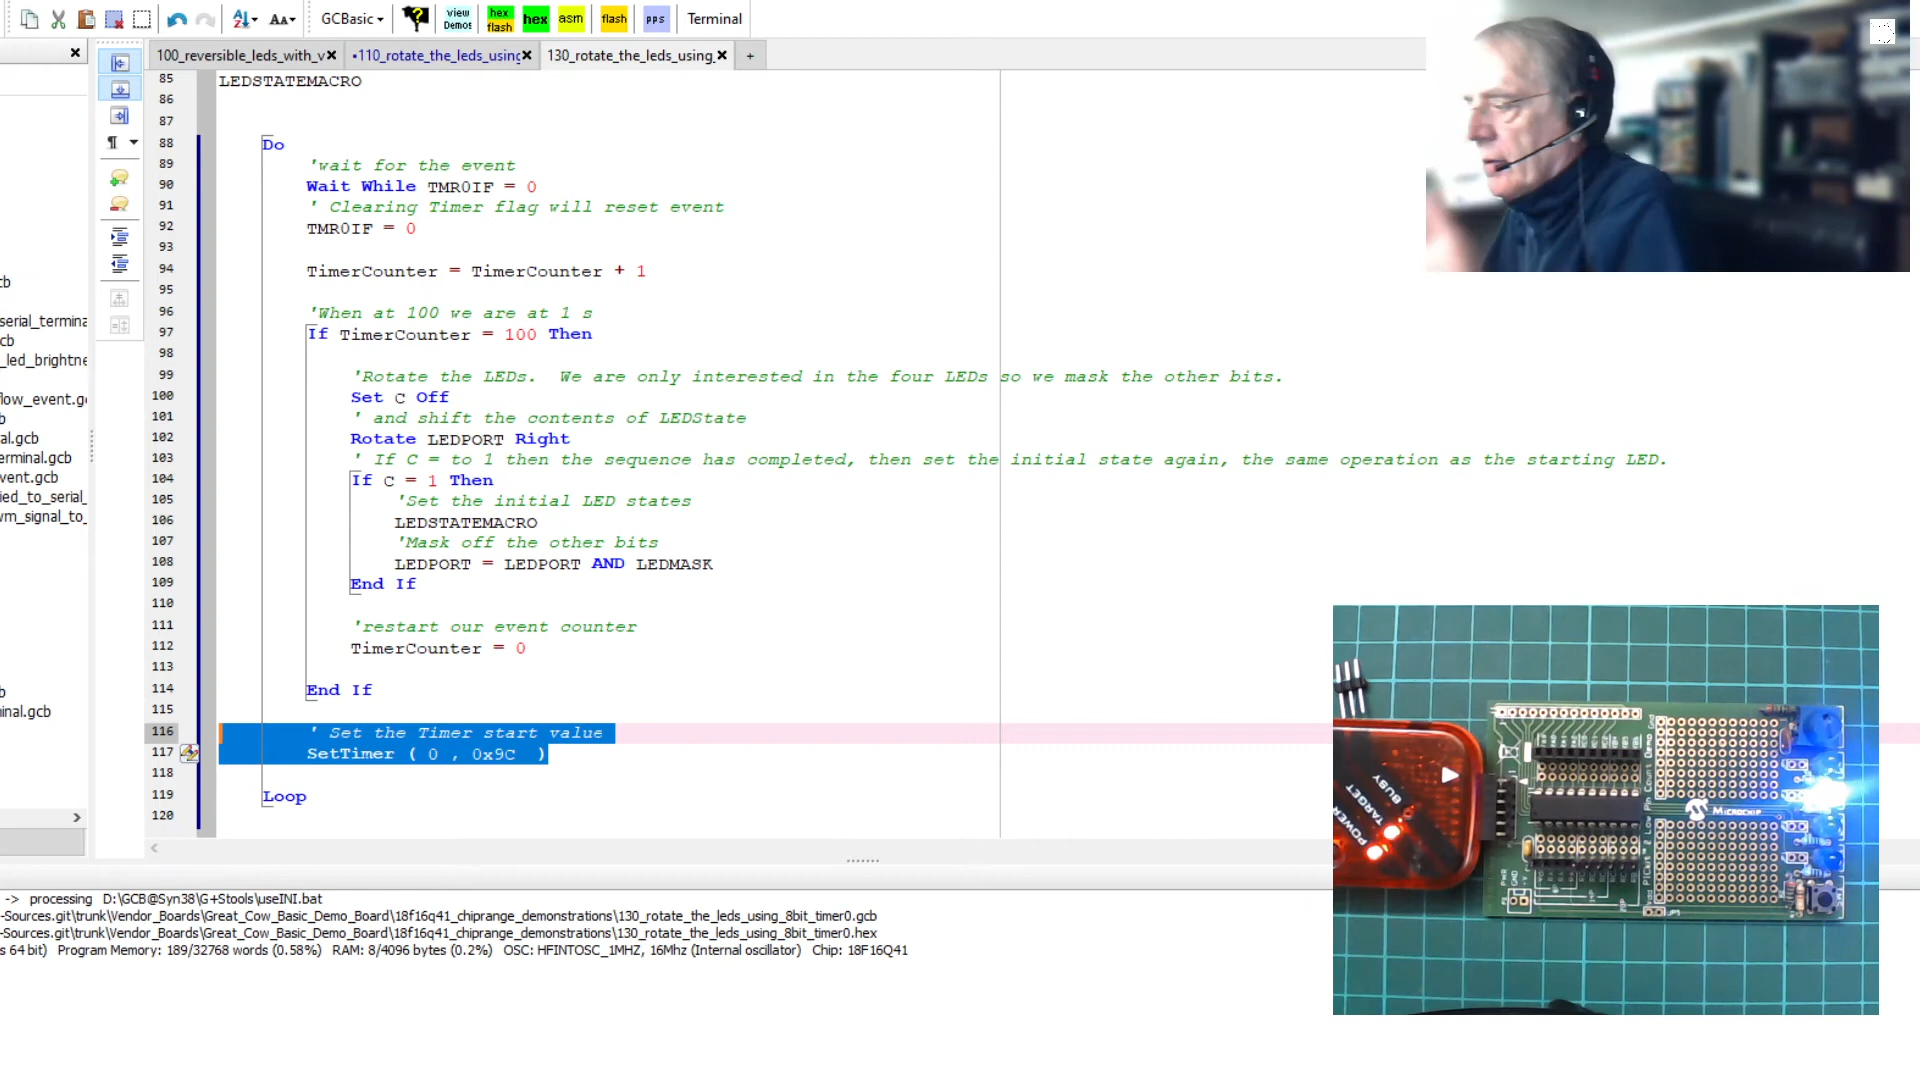 GCBasic
view
Demos
hex
flash
hex
asm
flash
pps
Terminal
100_reversible_leds_with_v
•110_rotate_the_leds_using
130_rotate_the_leds_using_
+
85 LEDSTATEMACRO
86
87
88 Do
89 'wait for the event
90 Wait While TMR0IF = 0
91 ' Clearing Timer flag will reset event
92 TMR0IF = 0
93
94 TimerCounter = TimerCounter + 1
95
96 'When at 100 we are at 1 s
97 If TimerCounter = 100 Then
98
99 'Rotate the LEDs.  We are only interested in the four LEDs so we mask the other bits.
100 Set C Off
101 ' and shift the contents of LEDState
102 Rotate LEDPORT Right
103 ' If C = to 1 then the sequence has completed, then set the initial state again, the same operation as the starting LED.
104 If C = 1 Then
105 'Set the initial LED states
106 LEDSTATEMACRO
107 'Mask off the other bits
108 LEDPORT = LEDPORT AND LEDMASK
109 End If
110
111 'restart our event counter
112 TimerCounter = 0
113
114 End If
115
116 ' Set the Timer start value
117 SetTimer ( 0 , 0x9C  )
118
119 Loop
120
cb
serial_termina
cb
_led_brightne
low_event.g
b
al.gcb
erminal.gcb
vent.gcb
ied_to_serial_
vm_signal_to_
b
inal.gcb
-> processing D:\GCB@Syn38\G+Stools\useINI.bat
-Sources.git\trunk\Vendor_Boards\Great_Cow_Basic_Demo_Board\18f16q41_chiprange_demonstrations\130_rotate_the_leds_using_8bit_timer0.gcb
-Sources.git\trunk\Vendor_Boards\Great_Cow_Basic_Demo_Board\18f16q41_chiprange_demonstrations\130_rotate_the_leds_using_8bit_timer0.hex
s 64 bit) Program Memory: 189/32768 words (0.58%) RAM: 8/4096 bytes (0.2%) OSC: HFINTOSC_1MHZ, 16Mhz (Internal oscillator) Chip: 18F16Q41
BUSY
TARGET
POWER
MICROCHIP
PICkit™ 2 Low Pin Count Demo